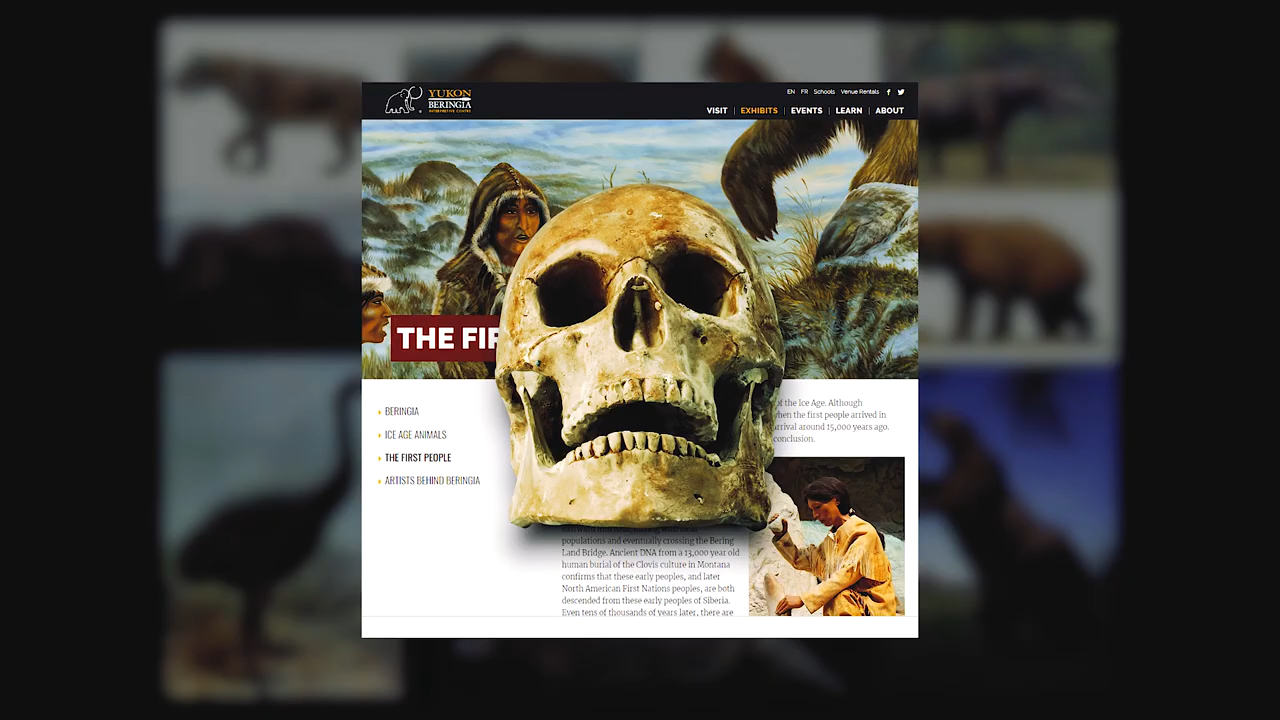 YUKON
BERINGIA
INTERPRETIVE CENTRE
EN FR Schools Venue Rentals
VISIT EXHIBITS EVENTS LEARN ABOUT
THE FIR
BERINGIA
ICE AGE ANIMALS
THE FIRST PEOPLE
ARTISTS BEHIND BERINGIA
of the Ice Age. Although
when the first people arrived in
arrival around 15,000 years ago.
conclusion.
populations and eventually crossing the Bering
Land Bridge. Ancient DNA from a 13,000 year old
human burial of the Clovis culture in Montana
confirms that these early peoples, and later
North American First Nations peoples, are both
descended from these early peoples of Siberia.
Even tens of thousands of years later, there are